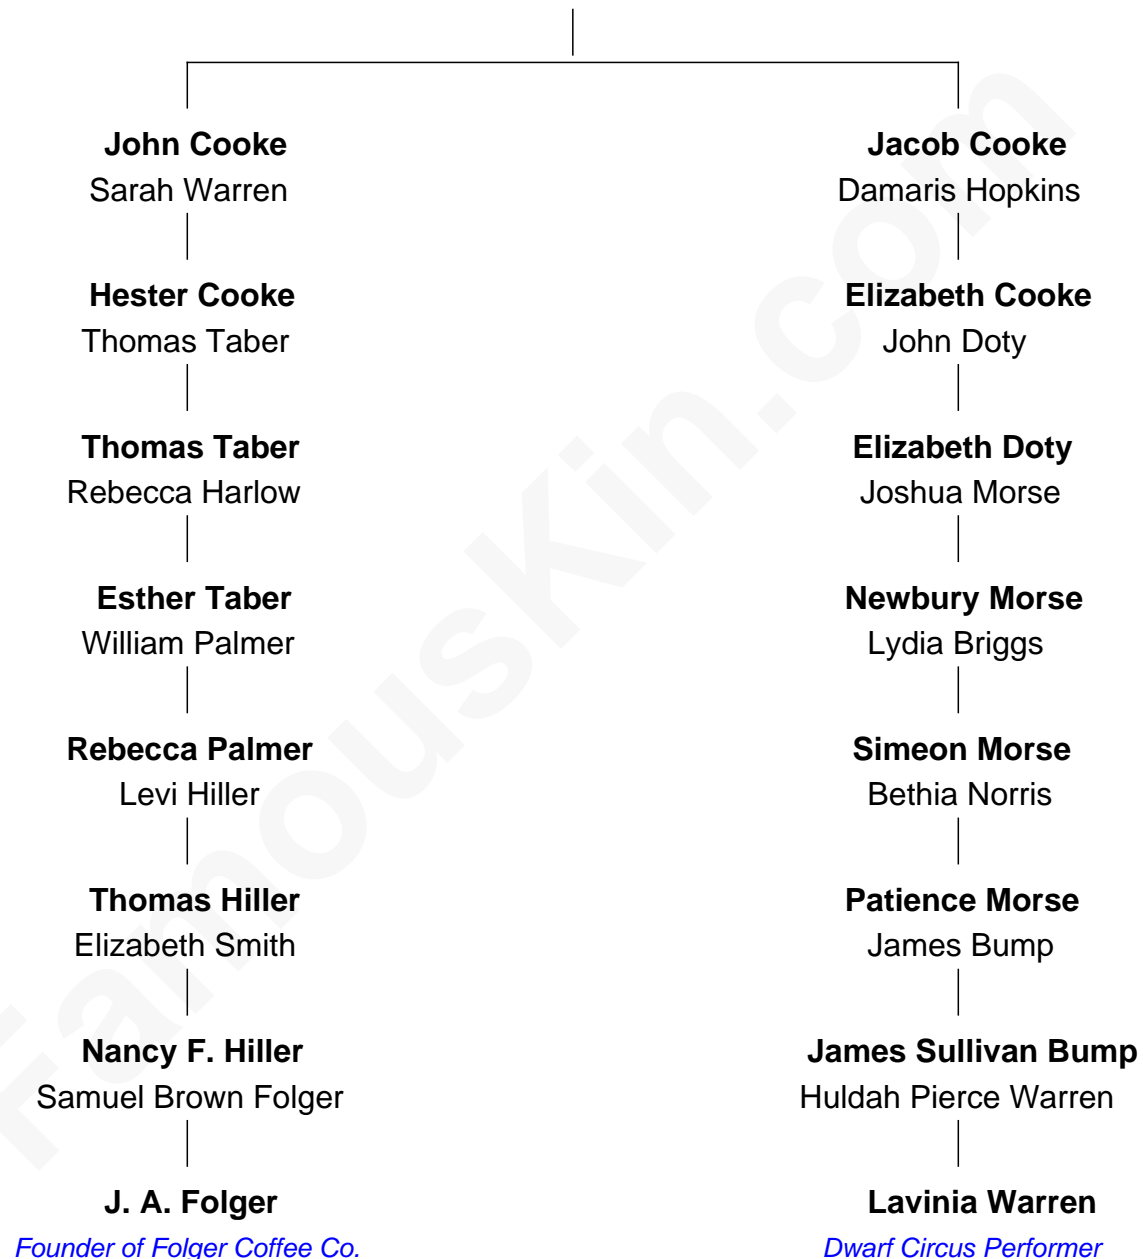 John Cooke
Sarah Warren
Jacob Cooke
Damaris Hopkins
Hester Cooke
Thomas Taber
Elizabeth Cooke
John Doty
Thomas Taber
Rebecca Harlow
Elizabeth Doty
Joshua Morse
Esther Taber
William Palmer
Newbury Morse
Lydia Briggs
Rebecca Palmer
Levi Hiller
Simeon Morse
Bethia Norris
Thomas Hiller
Elizabeth Smith
Patience Morse
James Bump
Nancy F. Hiller
Samuel Brown Folger
James Sullivan Bump
Huldah Pierce Warren
J. A. Folger
Founder of Folger Coffee Co.
Lavinia Warren
Dwarf Circus Performer
FamousKin.com